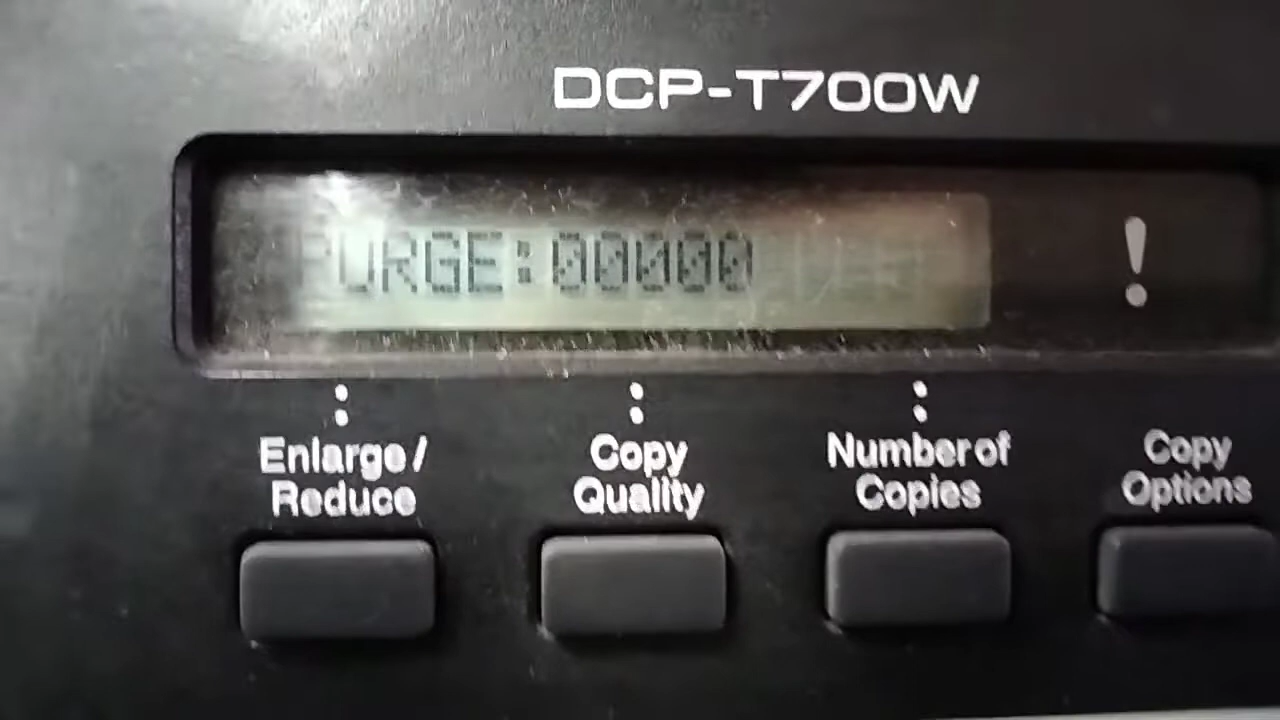 DCP-T700W
PURGE:00000
!
Enlarge/
Reduce
Copy
Quality
Number of
Copies
Copy
Options